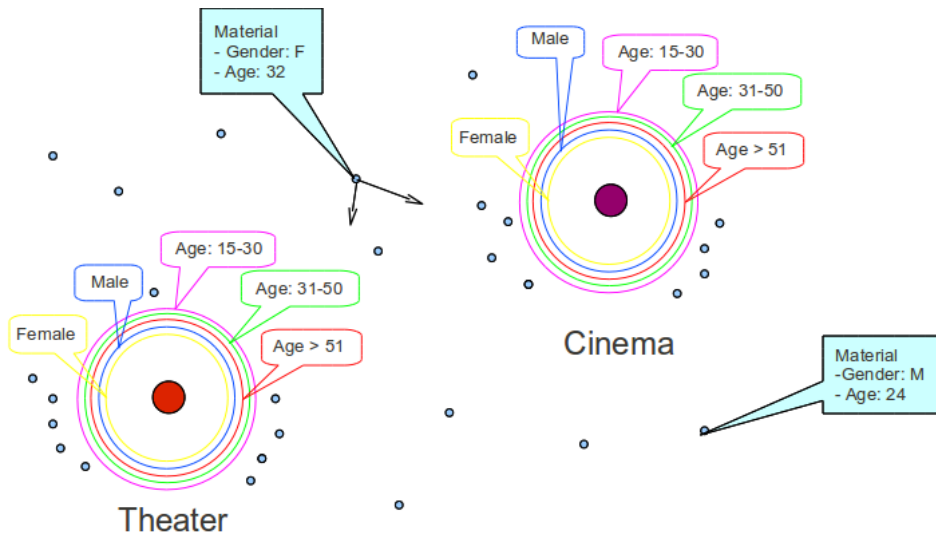 Material
- Gender: F
- Age: 32
Male
Age: 15-30
Age: 31-50
Female
Age > 51
Cinema
Age: 15-30
Male
Age: 31-50
Female
Age > 51
Theater
Material
-Gender: M
- Age: 24